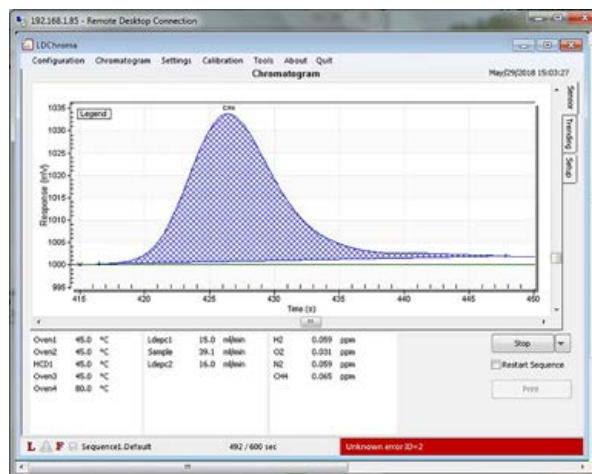 192.168.1.85 - Remote Desktop Connection
LDChroma
Configuration Chromatogram Settings Calibration Tools About Quit
Chromatogram May/29/2018 15:03:27
Legend
CH4
Response (mV)
1035
1030
1025
1020
1015
1010
1005
1000
995
415 420 425 430 435 440 445 450
Time (s)
Sensor
Trending
Setup
Oven1 45.0 °C Ldepc1 15.0 ml/min H2 0.059 ppm
Oven2 45.0 °C Sample 39.1 ml/min O2 0.031 ppm
HCD1 45.0 °C Ldepc2 16.0 ml/min N2 0.059 ppm
Oven3 45.0 °C CH4 0.065 ppm
Oven4 80.0 °C
Stop
Restart Sequence
Print
L F Sequence1.Default 492 / 600 sec Unknown error ID=2